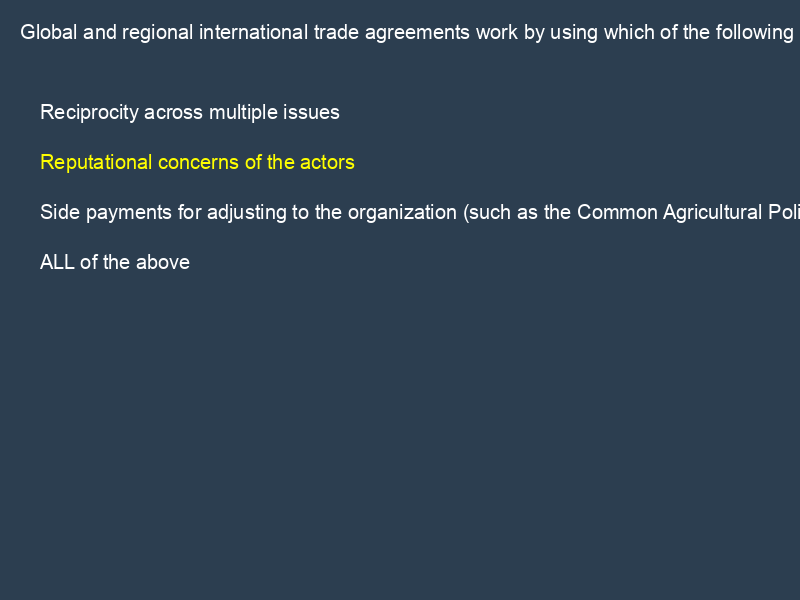 Global and regional international trade agreements work by using which of the following
Reciprocity across multiple issues
Reputational concerns of the actors
Side payments for adjusting to the organization (such as the Common Agricultural
ALL of the above